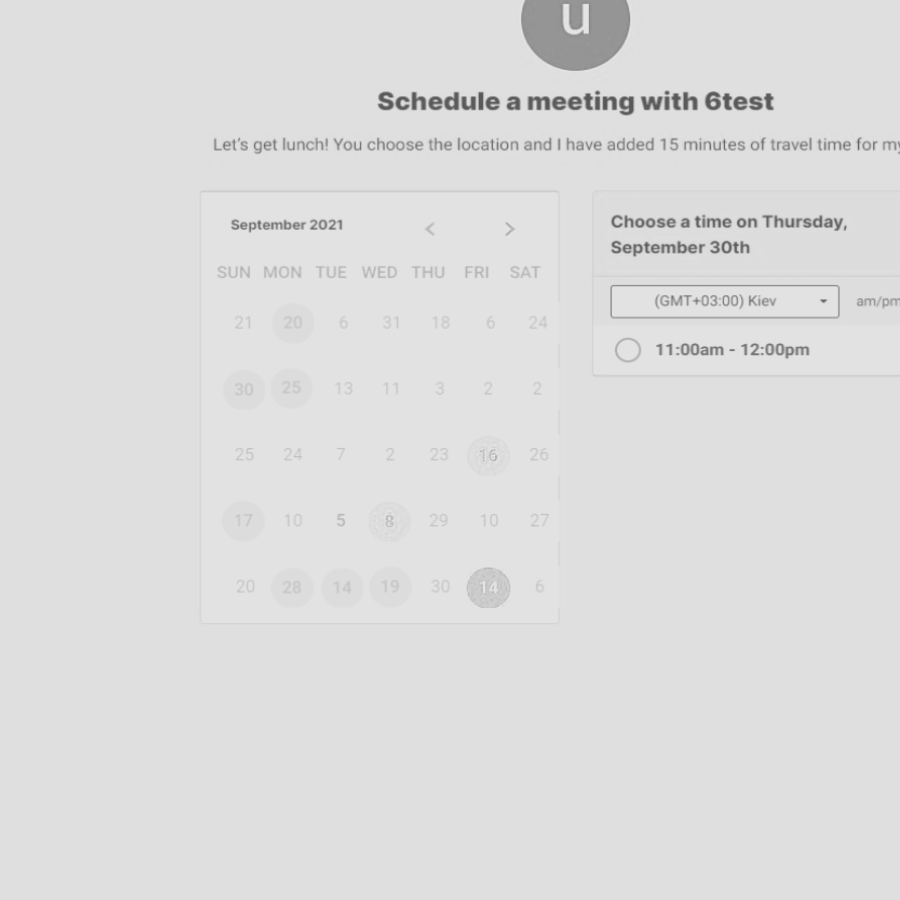 u
Schedule a meeting with 6test
Let's get lunch! You choose the location and I have added 15 minutes of travel time for my
September 2021
SUN MON TUE WED THU FRI SAT
21 20 6 31 18 6 24
30 25 13 11 3 2 2
25 24 7 2 23 16 26
17 10 5 8 29 10 27
20 28 14 19 30 14 6
Choose a time on Thursday,
September 30th
(GMT+03:00) Kiev am/pm
11:00am - 12:00pm